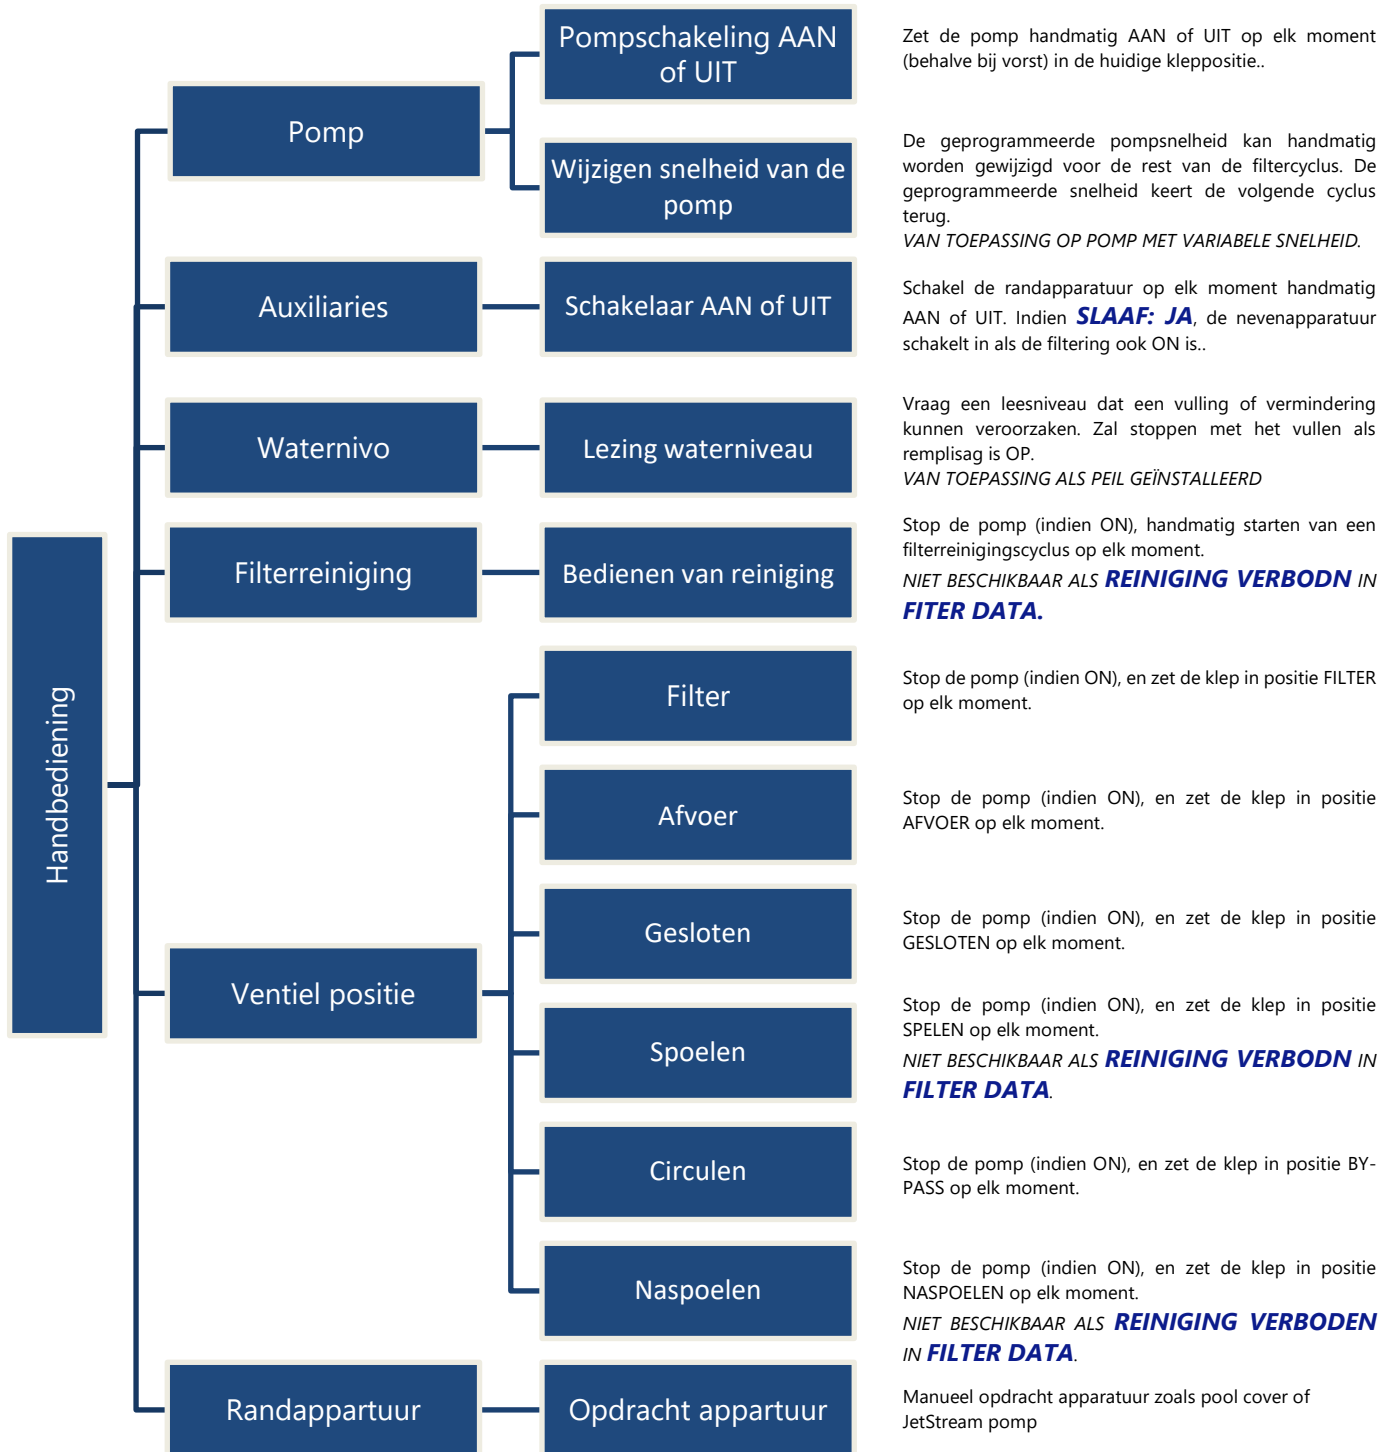 Handbediening
Pomp
Pompschakeling AAN
of UIT
Zet de pomp handmatig AAN of UIT op elk moment
(behalve bij vorst) in de huidige kleppositie..
Wijzigen snelheid van de
pomp
De geprogrammeerde pompsnelheid kan handmatig
worden gewijzigd voor de rest van de filtercyclus. De
geprogrammeerde snelheid keert de volgende cyclus
terug.
VAN TOEPASSING OP POMP MET VARIABELE SNELHEID.
Auxiliaries
Schakelaar AAN of UIT
Schakel de randapparatuur op elk moment handmatig
AAN of UIT. Indien SLAAF: JA, de nevenapparatuur
schakelt in als de filtering ook ON is..
Waternivo
Lezing waterniveau
Vraag een leesniveau dat een vulling of vermindering
kunnen veroorzaken. Zal stoppen met het vullen als
remplisag is OP.
VAN TOEPASSING ALS PEIL GEÏNSTALLEERD
Filterreiniging
Bedienen van reiniging
Stop de pomp (indien ON), handmatig starten van een
filterreinigingscyclus op elk moment.
NIET BESCHIKBAAR ALS REINIGING VERBODN IN
FITER DATA.
Ventiel positie
Filter
Stop de pomp (indien ON), en zet de klep in positie FILTER
op elk moment.
Afvoer
Stop de pomp (indien ON), en zet de klep in positie
AFVOER op elk moment.
Gesloten
Stop de pomp (indien ON), en zet de klep in positie
GESLOTEN op elk moment.
Spoelen
Stop de pomp (indien ON), en zet de klep in positie
SPELEN op elk moment.
NIET BESCHIKBAAR ALS REINIGING VERBODN IN
FILTER DATA.
Circulen
Stop de pomp (indien ON), en zet de klep in positie BY-
PASS op elk moment.
Naspoelen
Stop de pomp (indien ON), en zet de klep in positie
NASPOELEN op elk moment.
NIET BESCHIKBAAR ALS REINIGING VERBODEN
IN FILTER DATA.
Randappartuur
Opdracht appartuur
Manueel opdracht apparatuur zoals pool cover of
JetStream pomp